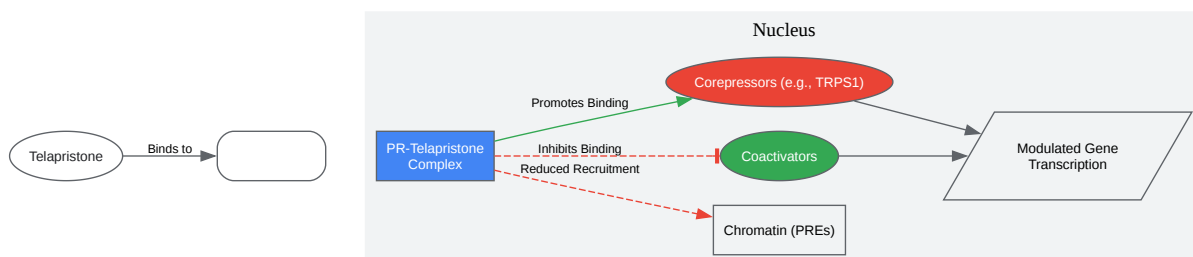 Nucleus
Telapristone
Binds to
PR-Telapristone
Complex
Promotes Binding
Inhibits Binding
Reduced Recruitment
Corepressors (e.g., TRPS1)
Coactivators
Chromatin (PREs)
Modulated Gene
Transcription